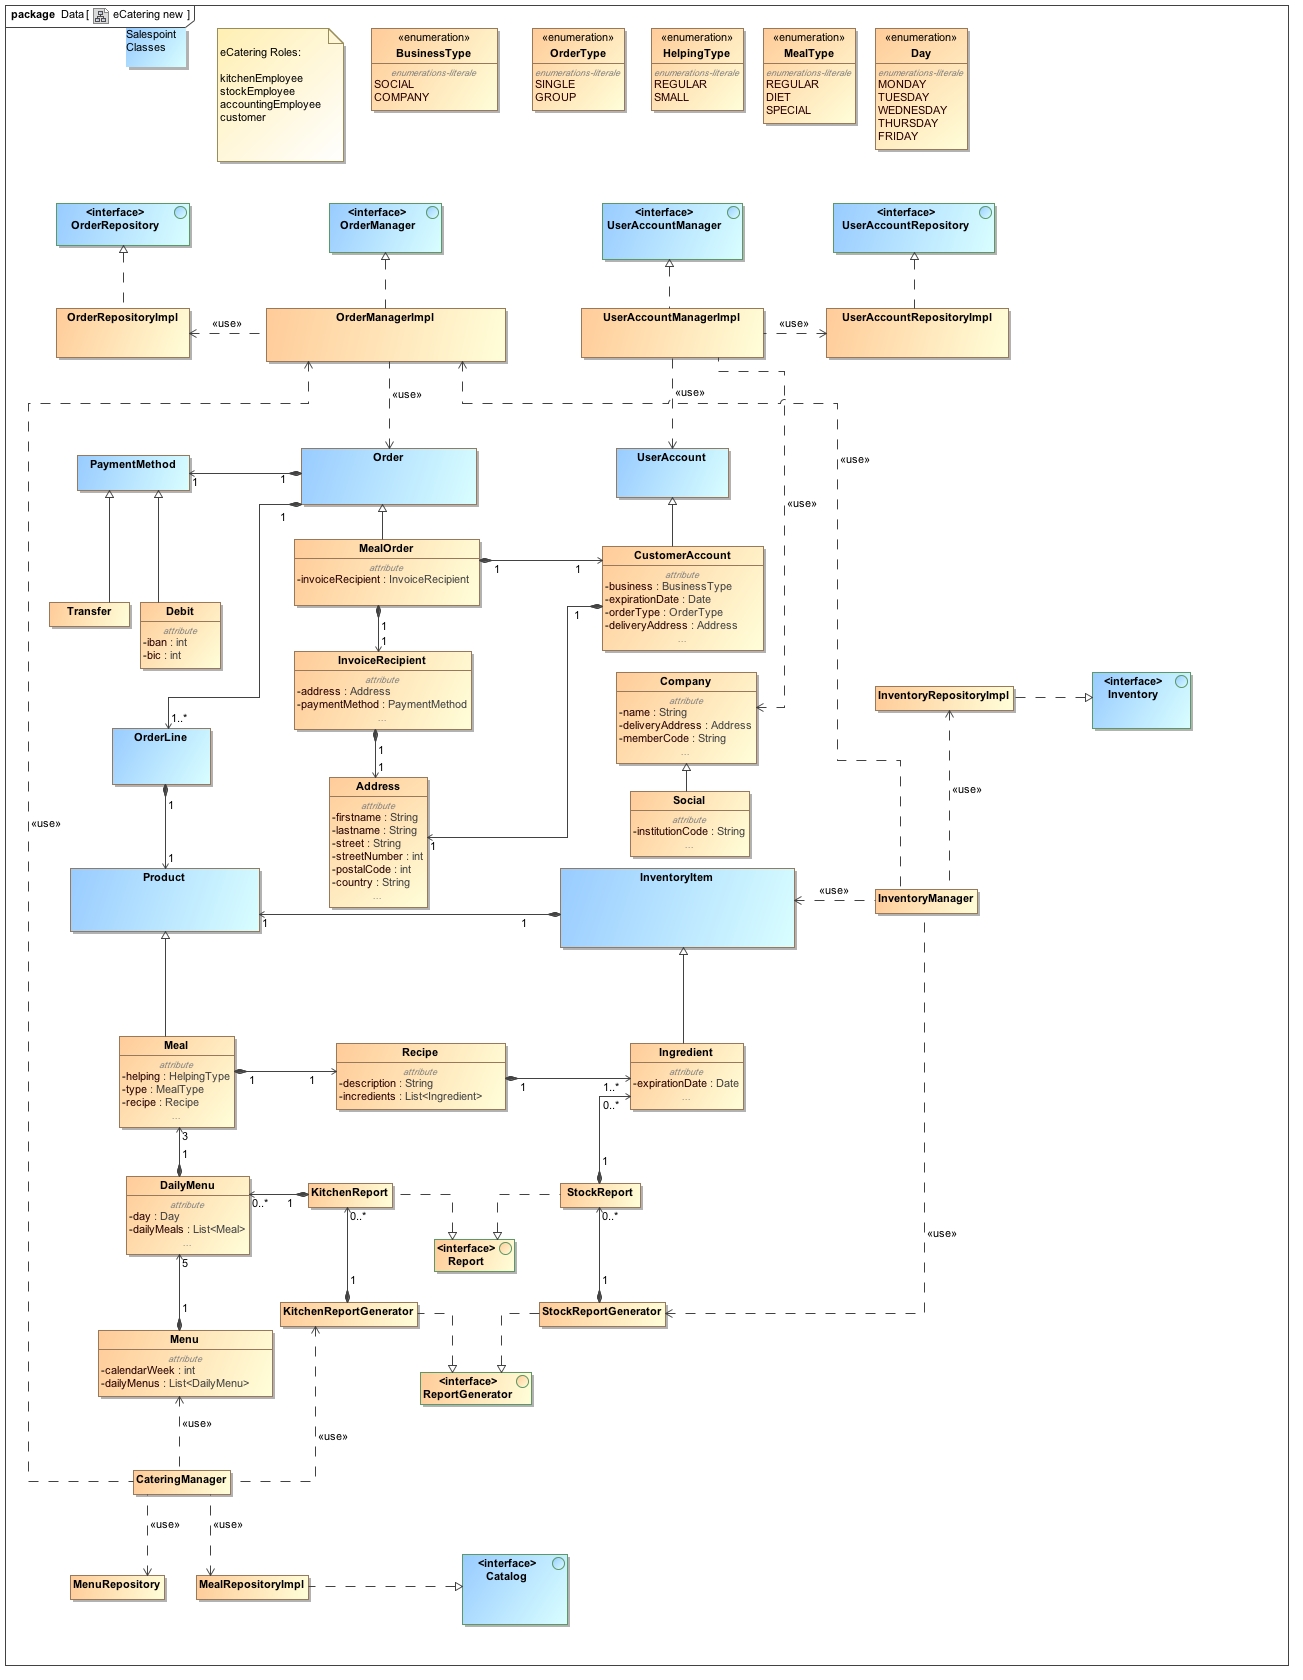 package Data [ eCatering new ]
Salespoint
Classes
eCatering Roles:
kitchenEmployee
stockEmployee
accountingEmployee
customer
«enumeration»
BusinessType
enumerations-literale
SOCIAL
COMPANY
«enumeration»
OrderType
enumerations-literale
SINGLE
GROUP
«enumeration»
HelpingType
enumerations-literale
REGULAR
SMALL
«enumeration»
MealType
enumerations-literale
REGULAR
DIET
SPECIAL
«enumeration»
Day
enumerations-literale
MONDAY
TUESDAY
WEDNESDAY
THURSDAY
FRIDAY
<interface>
OrderRepository
<interface>
OrderManager
<interface>
UserAccountManager
<interface>
UserAccountRepository
OrderRepositoryImpl
«use»
OrderManagerImpl
UserAccountManagerImpl
«use»
UserAccountRepositoryImpl
«use»
«use»
«use»
«use»
PaymentMethod
1
1
Order
1
UserAccount
MealOrder
attribute
-invoiceRecipient : InvoiceRecipient
1
1
CustomerAccount
attribute
-business : BusinessType
-expirationDate : Date
-orderType : OrderType
-deliveryAddress : Address
...
1
Transfer
Debit
attribute
-iban : int
-bic : int
1
1
InvoiceRecipient
attribute
-address : Address
-paymentMethod : PaymentMethod
...
1
1
Company
attribute
-name : String
-deliveryAddress : Address
-memberCode : String
...
InventoryRepositoryImpl
<interface>
Inventory
1..*
OrderLine
1
1
Address
attribute
-firstname : String
-lastname : String
-street : String
-streetNumber : int
-postalCode : int
-country : String
...
1
Social
attribute
-institutionCode : String
...
«use»
«use»
Product
1
1
InventoryItem
«use»
InventoryManager
Meal
attribute
-helping : HelpingType
-type : MealType
-recipe : Recipe
...
1
1
Recipe
attribute
-description : String
-incredients : List<Ingredient>
1
1..*
0..*
Ingredient
attribute
-expirationDate : Date
...
3
1
1
DailyMenu
attribute
-day : Day
-dailyMeals : List<Meal>
...
0..*
1
KitchenReport
0..*
StockReport
0..*
<interface>
Report
«use»
5
1
1
1
KitchenReportGenerator
StockReportGenerator
Menu
attribute
-calendarWeek : int
-dailyMenus : List<DailyMenu>
<interface>
ReportGenerator
«use»
«use»
CateringManager
«use»
«use»
MenuRepository
MealRepositoryImpl
<interface>
Catalog